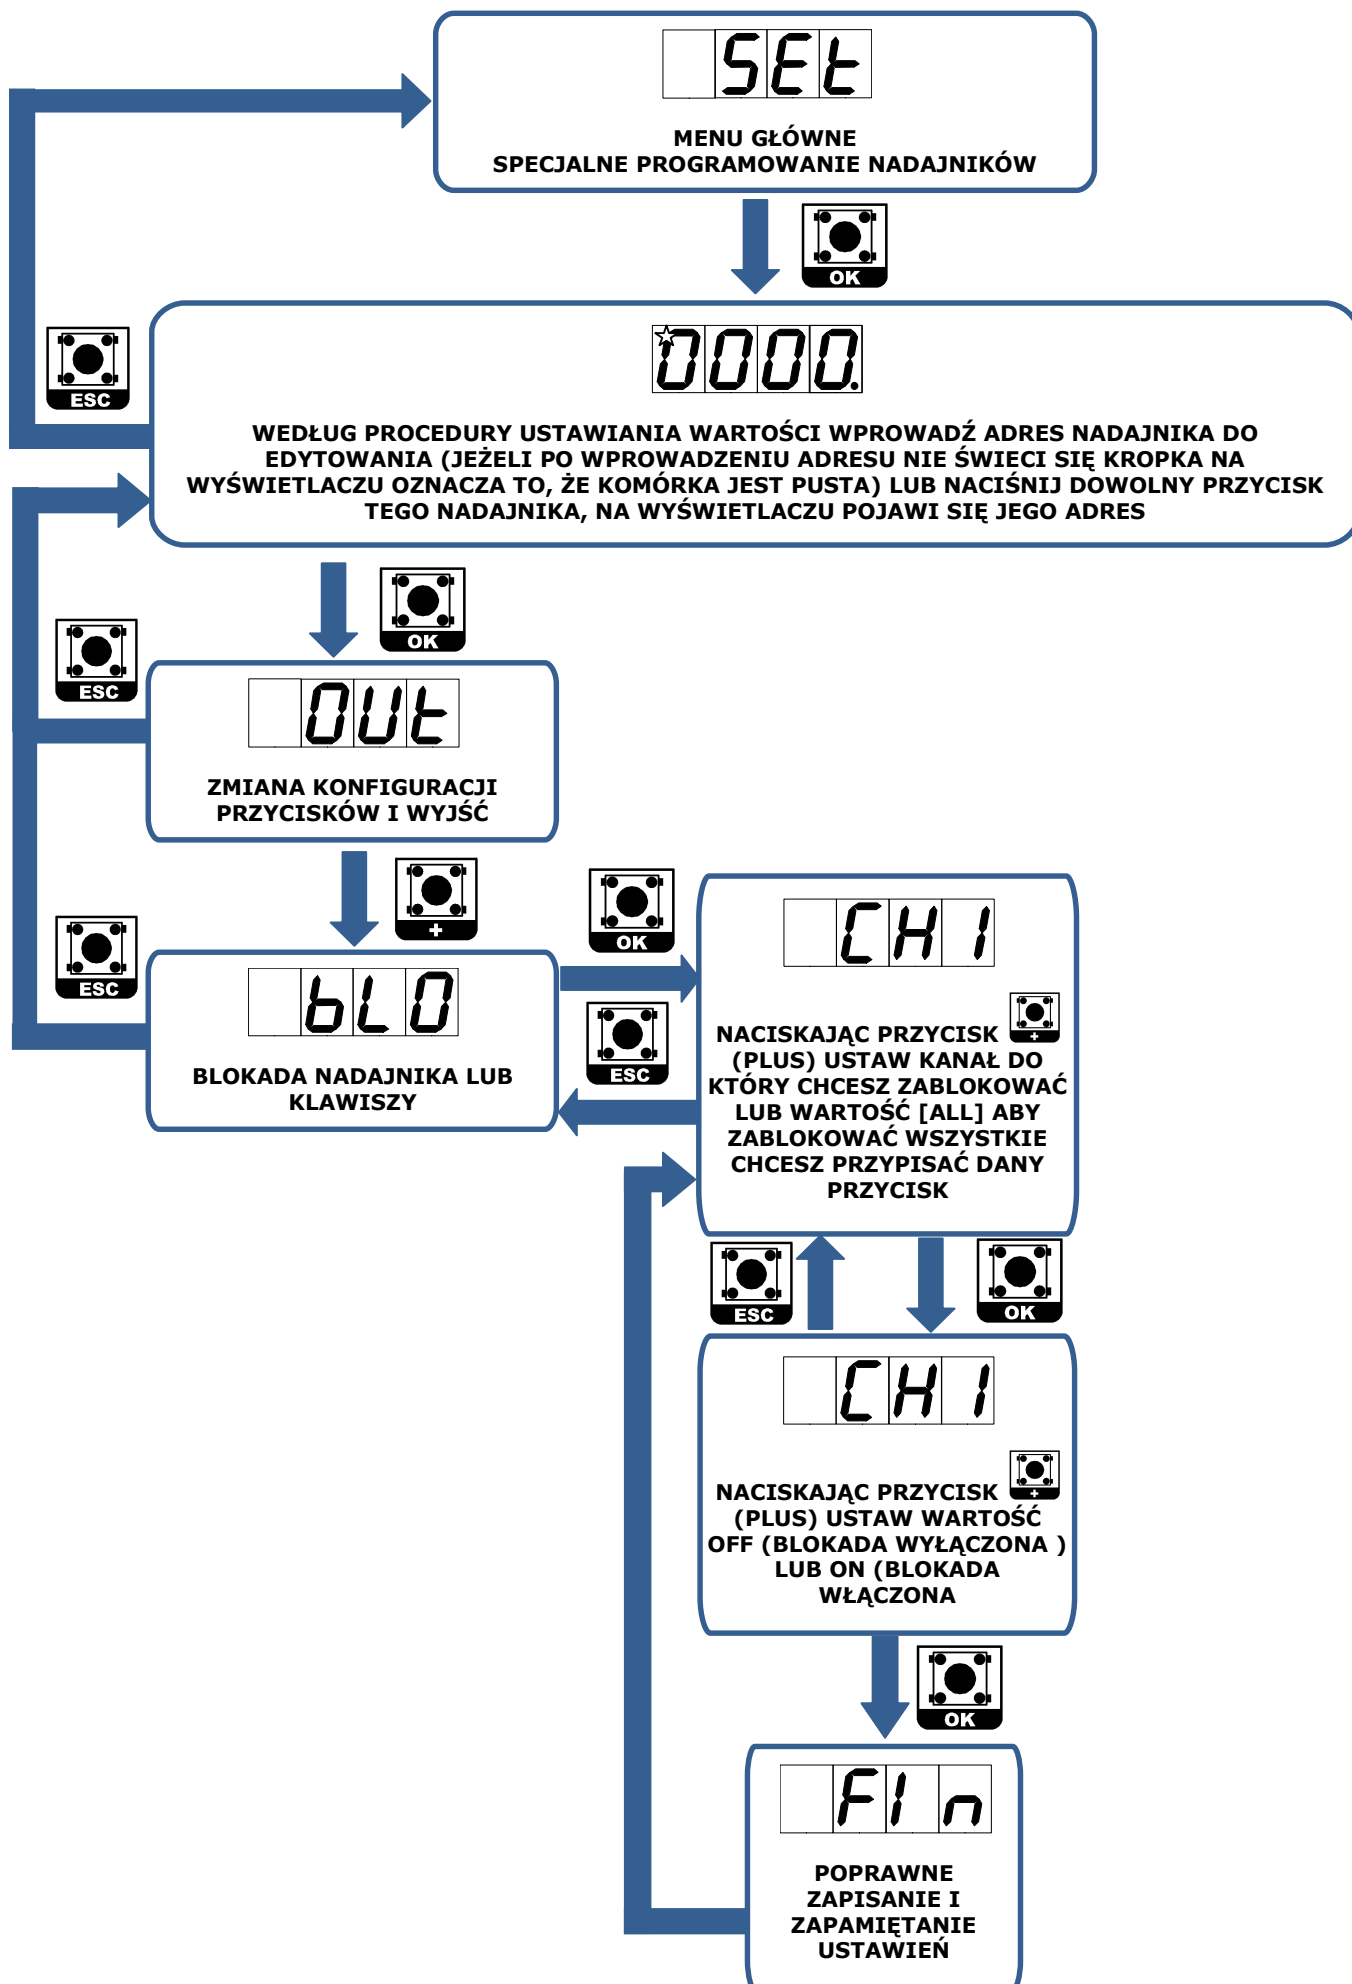 SEt
MENU GŁÓWNE
SPECJALNE PROGRAMOWANIE NADAJNIKÓW
OK
ESC
0000.
WEDŁUG PROCEDURY USTAWIANIA WARTOŚCI WPROWADŹ ADRES NADAJNIKA DO
EDYTOWANIA (JEŻELI PO WPROWADZENIU ADRESU NIE ŚWIECI SIĘ KROPKA NA
WYŚWIETLACZU OZNACZA TO, ŻE KOMÓRKA JEST PUSTA) LUB NACIŚNIJ DOWOLNY PRZYCISK
TEGO NADAJNIKA, NA WYŚWIETLACZU POJAWI SIĘ JEGO ADRES
OK
ESC
OUt
ZMIANA KONFIGURACJI
PRZYCISKÓW I WYJŚĆ
+
OK
ESC
bLO
BLOKADA NADAJNIKA LUB
KLAWISZY
ESC
CH1
NACISKAJĄC PRZYCISK +
(PLUS) USTAW KANAŁ DO
KTÓRY CHCESZ ZABLOKOWAĆ
LUB WARTOŚĆ [ALL] ABY
ZABLOKOWAĆ WSZYSTKIE
CHCESZ PRZYPISAĆ DANY
PRZYCISK
ESC
OK
CH1
NACISKAJĄC PRZYCISK +
(PLUS) USTAW WARTOŚĆ
OFF (BLOKADA WYŁĄCZONA )
LUB ON (BLOKADA
WŁĄCZONA
OK
FIn
POPRAWNE
ZAPISANIE I
ZAPAMIĘTANIE
USTAWIEŃ